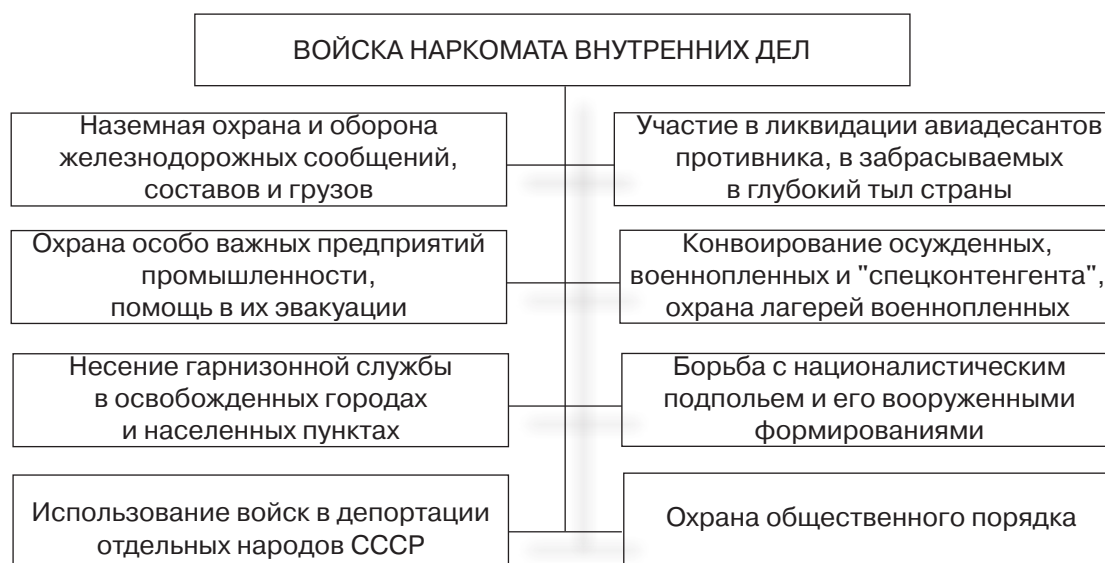 ВОЙСКА НАРКОМАТА ВНУТРЕННИХ ДЕЛ
Наземная охрана и оборона
железнодорожных сообщений,
составов и грузов
Участие в ликвидации авиадесантов
противника, в забрасываемых
в глубокий тыл страны
Охрана особо важных предприятий
промышленности,
помощь в их эвакуации
Конвоирование осужденных,
военнопленных и "спецконтенгента",
охрана лагерей военнопленных
Несение гарнизонной службы
в освобожденных городах
и населенных пунктах
Борьба с националистическим
подпольем и его вооруженными
формированиями
Использование войск в депортации
отдельных народов СССР
Охрана общественного порядка